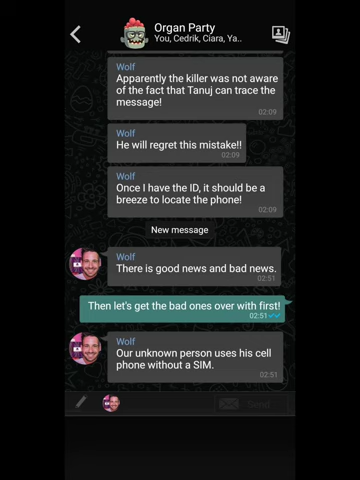 Organ Party
You, Cedrik, Ciara, Ya..
Wolf
Apparently the killer was not aware
of the fact that Tanuj can trace the
message!
02:09
Wolf
He will regret this mistake!!
02:09
Wolf
Once I have the ID, it should be a
breeze to locate the phone!
02:09
New message
Wolf
There is good news and bad news.
02:51
Then let's get the bad ones over with first!
02:51
Wolf
Our unknown person uses his cell
phone without a SIM.
02:51
Send